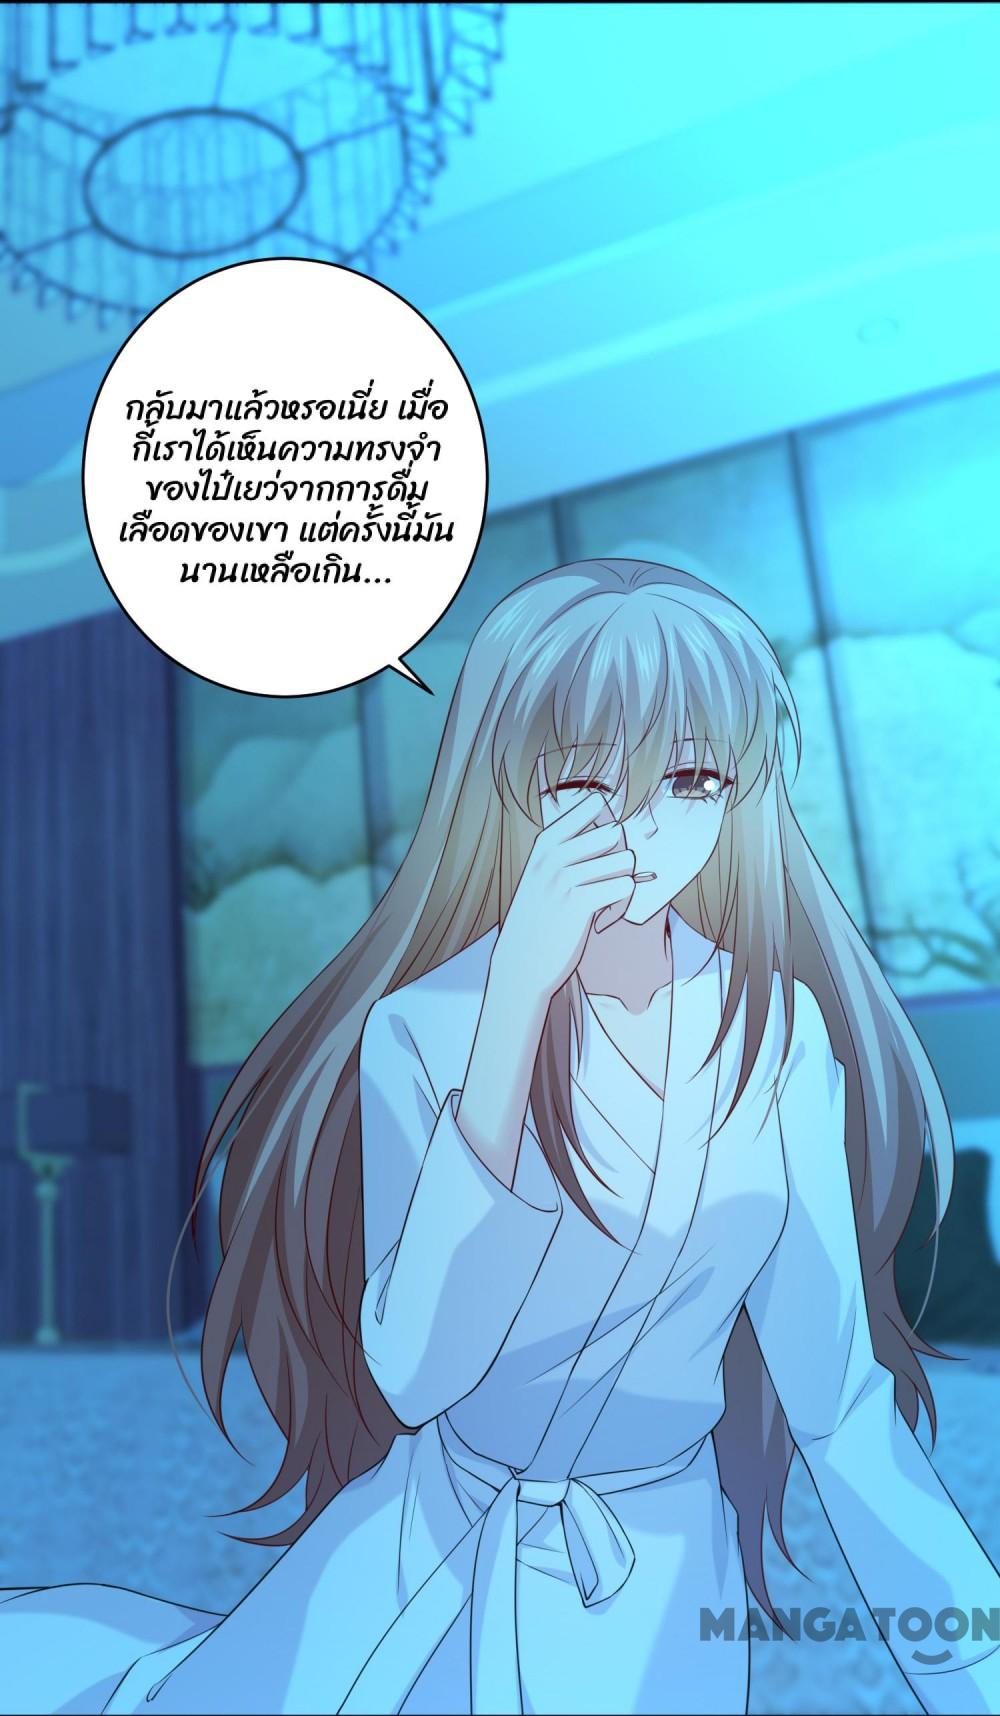 กลับมาแล้วหรอเนี่ย เมื่อ
กี้เราได้เห็นความทรงจำ
ของไป๋เยว่จากการดื่ม
เลือดของเขา แต่ครั้งนี้มัน
นานเหลือเกิน...
MANGATOON